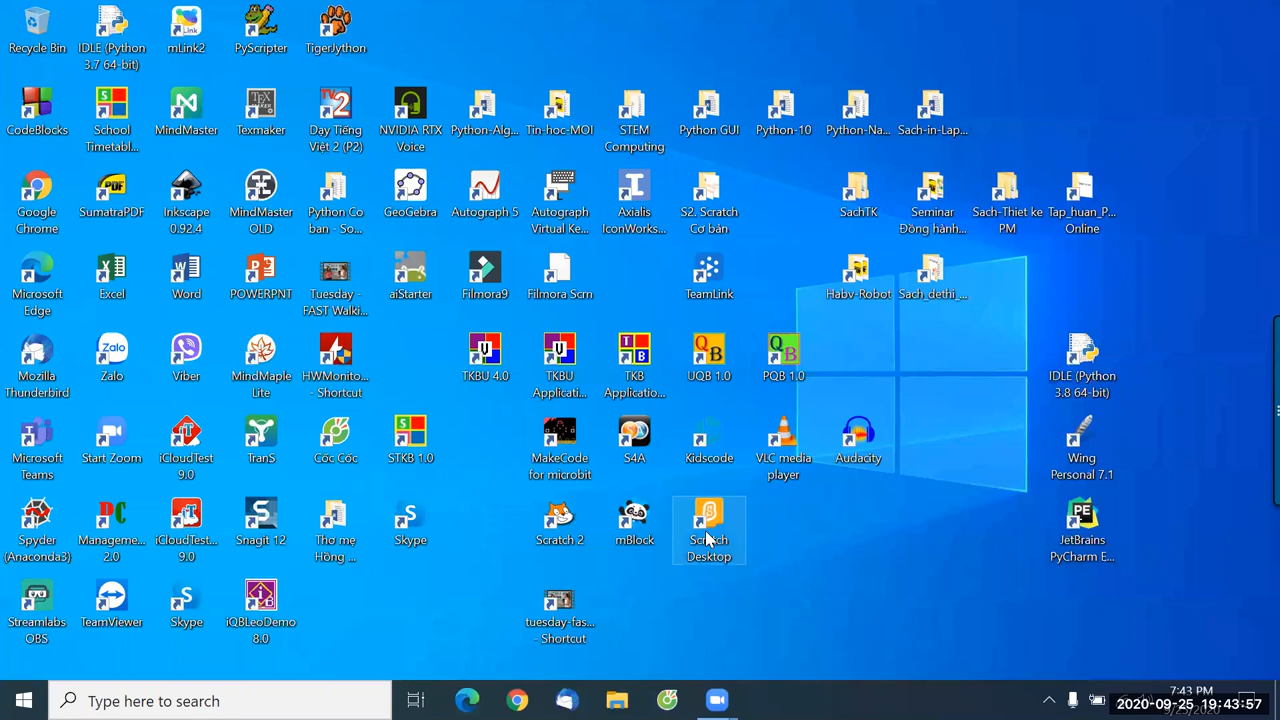 Recycle Bin
IDLE (Python
3.7 64-bit)
mLink2
PyScripter
TigerJython
CodeBlocks
School
Timetabl...
MindMaster
Texmaker
Dạy Tiếng
Việt 2 (P2)
NVIDIA RTX
Voice
Python-Alg...
Tin-hoc-MOI
STEM
Computing
Python GUI
Python-10
Python-Na...
Sach-in-Lap...
Google
Chrome
SumatraPDF
Inkscape
0.92.4
MindMaster
OLD
Python Co
ban - So...
GeoGebra
Autograph 5
Autograph
Virtual Ke...
Axialis
IconWorks...
S2. Scratch
Cơ bản
SachTK
Seminar
Đồng hành...
Sach-Thiet ke
PM
Tap_huan_P...
Online
Microsoft
Edge
Excel
Word
POWERPNT
Tuesday -
FAST Walki...
aiStarter
Filmora9
Filmora Scrn
TeamLink
Habv-Robot
Sach_dethi_...
Mozilla
Thunderbird
Zalo
Viber
MindMaple
Lite
HWMonito...
- Shortcut
TKBU 4.0
TKBU
Applicati...
TKB
Applicatio...
UQB 1.0
PQB 1.0
IDLE (Python
3.8 64-bit)
Microsoft
Teams
Start Zoom
iCloudTest
9.0
TranS
Cốc Cốc
STKB 1.0
MakeCode
for microbit
S4A
Kidscode
VLC media
player
Audacity
Wing
Personal 7.1
Spyder
(Anaconda3)
Manageme...
2.0
iCloudTest...
9.0
Snagit 12
Thơ mẹ
Hồng ...
Skype
Scratch 2
mBlock
Scratch
Desktop
JetBrains
PyCharm E...
Streamlabs
OBS
TeamViewer
Skype
iQBLeoDemo
8.0
tuesday-fas...
- Shortcut
Type here to search
7:43 PM
2020-09-25 19:43:57